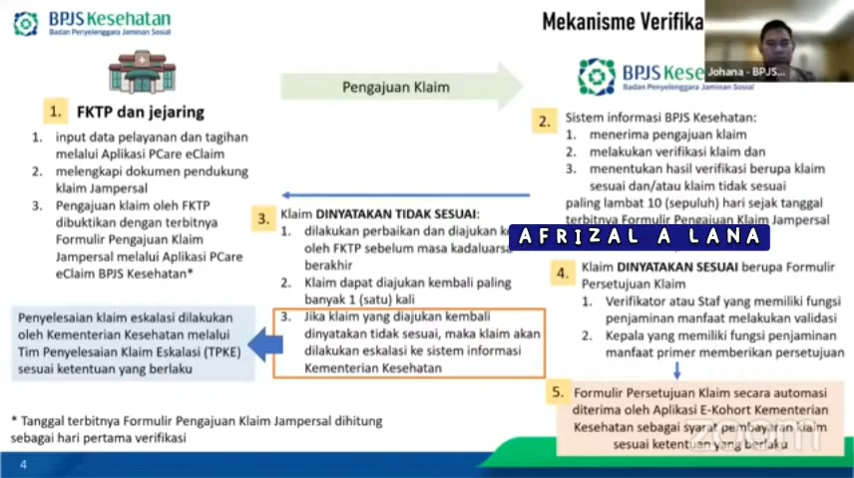 BPJS Kesehatan
Badan Penyelenggara Jaminan Sosial
Mekanisme Verifika
Johana - BPJS...
Pengajuan Klaim
BPJS Kese
Badan Penyelenggara Jaminan Sosial
1. FKTP dan jejaring
1. input data pelayanan dan tagihan
melalui Aplikasi PCare eClaim
2. melengkapi dokumen pendukung
klaim Jampersal
3. Pengajuan klaim oleh FKTP
dibuktikan dengan terbitnya
Formulir Pengajuan Klaim
Jampersal melalui Aplikasi PCare
eClaim BPJS Kesehatan*
2. Sistem informasi BPJS Kesehatan:
1. menerima pengajuan klaim
2. melakukan verifikasi klaim dan
3. menentukan hasil verifikasi berupa klaim
sesuai dan/atau klaim tidak sesuai
paling lambat 10 (sepuluh) hari sejak tanggal
terbitnya Formulir Pengajuan Klaim Jampersal
AFRIZAL A LANA
3. Klaim DINYATAKAN TIDAK SESUAI:
1. dilakukan perbaikan dan diajukan ke
oleh FKTP sebelum masa kadaluarsa
berakhir
2. Klaim dapat diajukan kembali paling
banyak 1 (satu) kali
3. Jika klaim yang diajukan kembali
dinyatakan tidak sesuai, maka klaim akan
dilakukan eskalasi ke sistem informasi
Kementerian Kesehatan
4. Klaim DINYATAKAN SESUAI berupa Formulir
Persetujuan Klaim
1. Verifikator atau Staf yang memiliki fungsi
penjaminan manfaat melakukan validasi
2. Kepala yang memiliki fungsi penjaminan
manfaat primer memberikan persetujuan
Penyelesaian klaim eskalasi dilakukan
oleh Kementerian Kesehatan melalui
Tim Penyelesaian Klaim Eskalasi (TPKE)
sesuai ketentuan yang berlaku
5. Formulir Persetujuan Klaim secara automasi
diterima oleh Aplikasi E-Kohort Kementerian
Kesehatan sebagai syarat pembayaran klaim
sesuai ketentuan yang berlaku
zoom
* Tanggal terbitnya Formulir Pengajuan Klaim Jampersal dihitung
sebagai hari pertama verifikasi
4